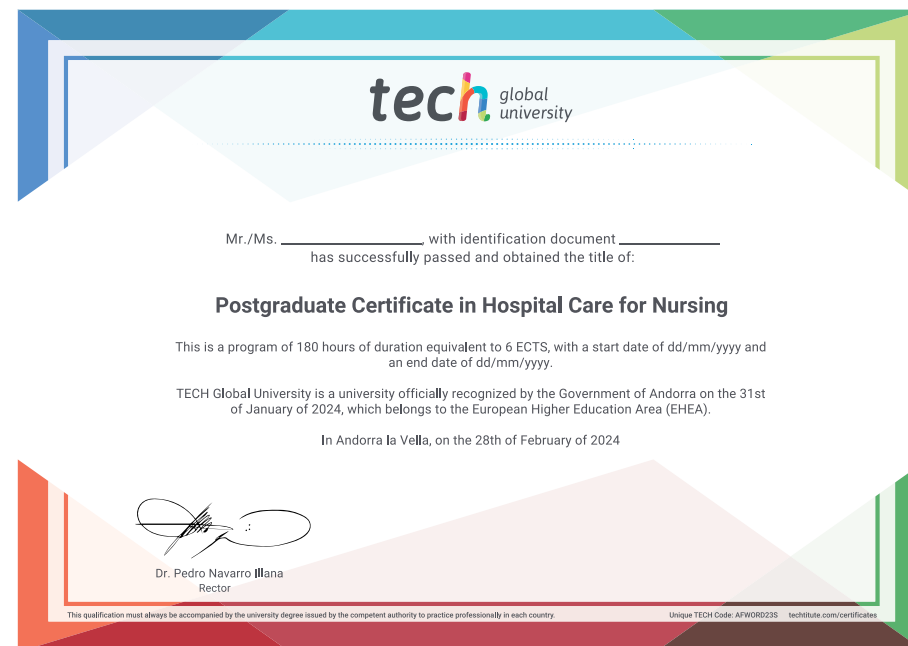 tech global university
Mr./Ms. ____________________, with identification document ______________
has successfully passed and obtained the title of:
Postgraduate Certificate in Hospital Care for Nursing
This is a program of 180 hours of duration equivalent to 6 ECTS, with a start date of dd/mm/yyyy and
an end date of dd/mm/yyyy.
TECH Global University is a university officially recognized by the Government of Andorra on the 31st
of January of 2024, which belongs to the European Higher Education Area (EHEA).
In Andorra la Vella, on the 28th of February of 2024
Dr. Pedro Navarro Illana
Rector
This qualification must always be accompanied by the university degree issued by the competent authority to practice professionally in each country.
Unique TECH Code: AFWORD23S techtitute.com/certificates